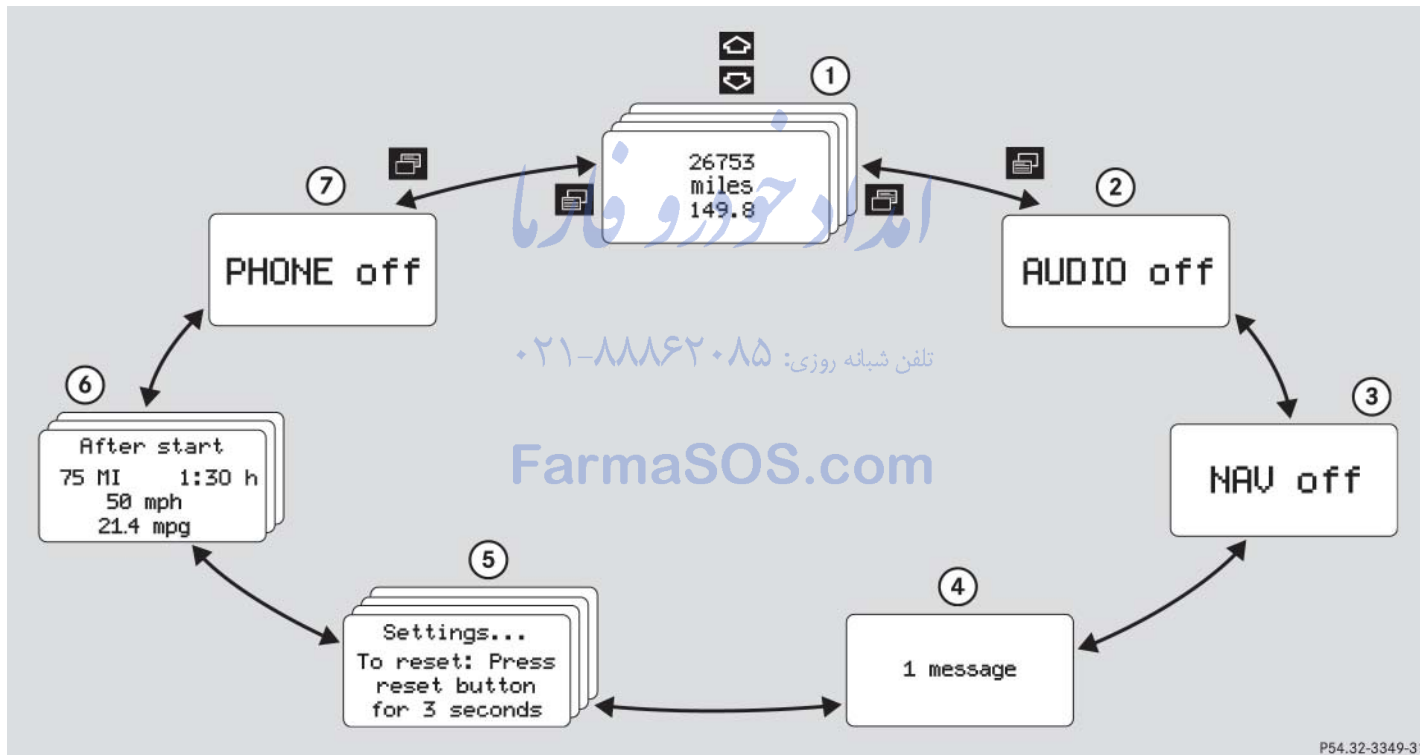 1
26753
miles
149.8
7
2
PHONE off
AUDIO off
امداد خودرو فارما
تلفن شبانه روزی: ۸۸۸۶۲۰۸۵-۰۲۱
6
3
After start
75 MI 1:30 h
50 mph
21.4 mpg
FarmaSOS.com
NAV off
5
4
Settings...
To reset: Press
reset button
for 3 seconds
1 message
P54.32-3349-31